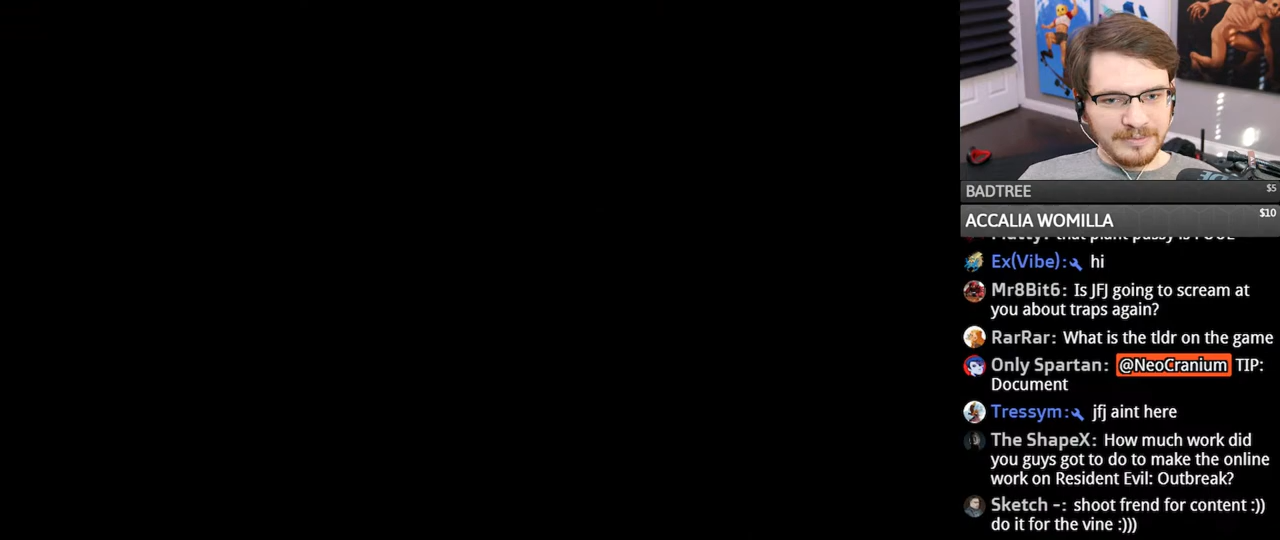 BADTREE $5
ACCALIA WOMILLA $10
Ex(Vibe): hi
Mr8Bit6: Is JFJ going to scream at
you about traps again?
RarRar: What is the tldr on the game
Only Spartan: @NeoCranium TIP:
Document
Tressym: jfj aint here
The ShapeX: How much work did
you guys got to do to make the online
work on Resident Evil: Outbreak?
Sketch -: shoot frend for content :))
do it for the vine :)))